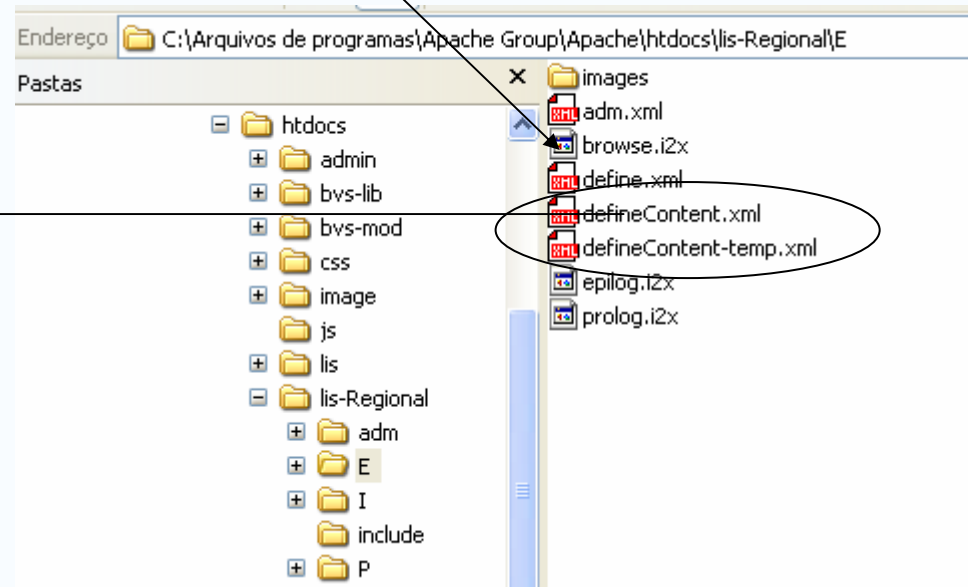 Endereço C:\Arquivos de programas\Apache Group\Apache\htdocs\lis-Regional\E
Pastas
htdocs
admin
bvs-lib
bvs-mod
css
image
js
lis
lis-Regional
adm
E
I
include
P
images
adm.xml
browse.i2x
define.xml
defineContent.xml
defineContent-temp.xml
epilog.i2x
prolog.i2x